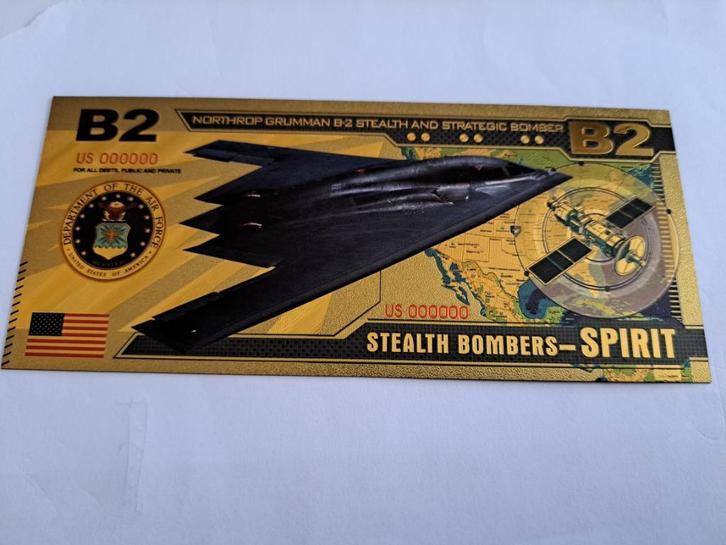 B2
NORTHROP GRUMMAN B-2 STEALTH AND STRATEGIC BOMBER
B2
US 000000
FOR ALL DEBTS, PUBLIC AND PRIVATE
DEPARTMENT OF THE AIR FORCE
UNITED STATES OF AMERICA
US 000000
STEALTH BOMBERS–SPIRIT